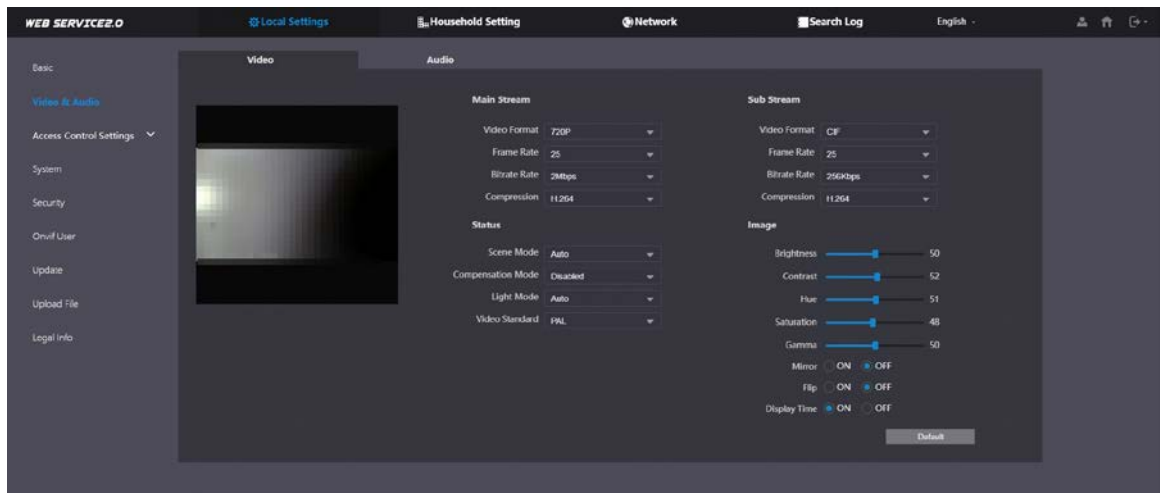 WEB SERVICE2.0
Local Settings
Household Setting
Network
Search Log
English
Basic
Video & Audio
Access Control Settings
System
Security
Onvif User
Update
Upload File
Legal Info
Video
Audio
Main Stream
Video Format 720P
Frame Rate 25
Bitrate Rate 2Mbps
Compression H.264
Status
Scene Mode Auto
Compensation Mode Disabled
Light Mode Auto
Video Standard PAL
Sub Stream
Video Format CIF
Frame Rate 25
Bitrate Rate 256Kbps
Compression H.264
Image
Brightness 50
Contrast 52
Hue 51
Saturation 48
Gamma 50
Mirror ON OFF
Flip ON OFF
Display Time ON OFF
Default